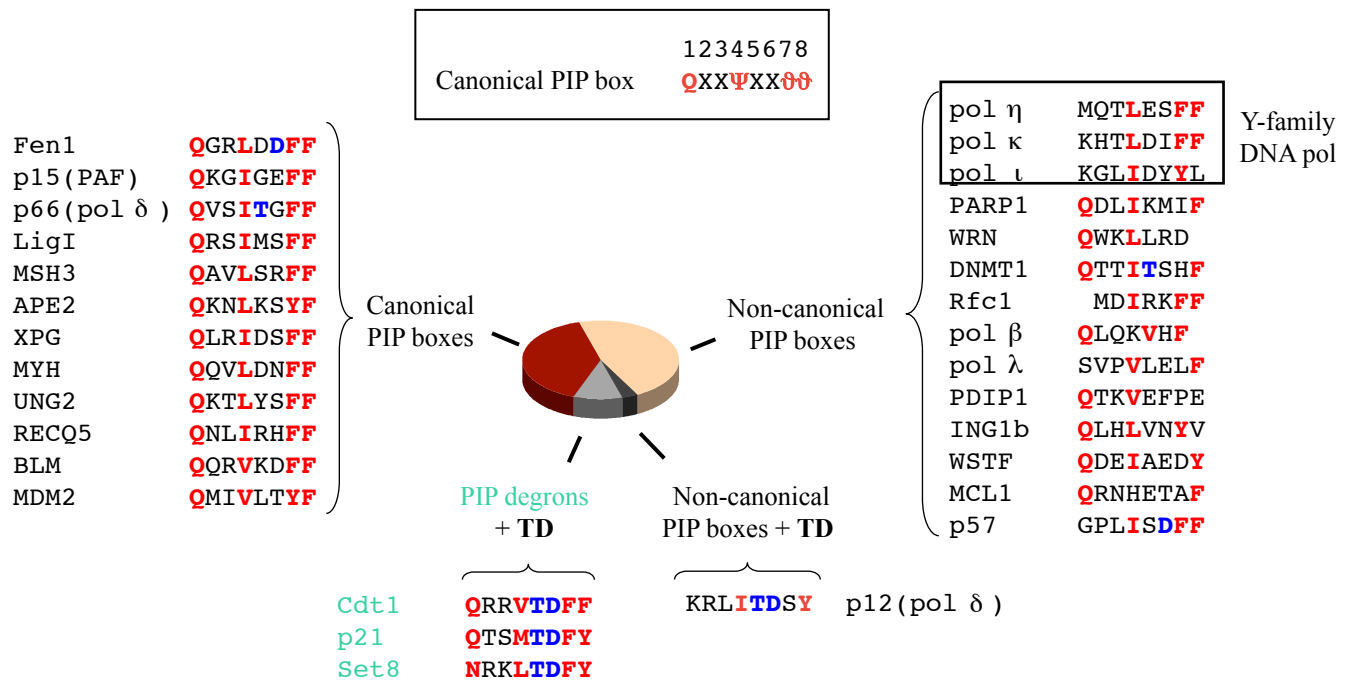 12345678
Canonical PIP box QXXΨXXϑϑ
Fen1 QGRLDDFF
p15(PAF) QKGIGEFF
p66(pol δ ) QVSITGFF
LigI QRSIMSFF
MSH3 QAVLSRFF
APE2 QKNLKSYF
XPG QLRIDSFF
MYH QQVLDNFF
UNG2 QKTLYSFF
RECQ5 QNLIRHFF
BLM QQRVKDFF
MDM2 QMIVLTYF
Canonical
PIP boxes
Non-canonical
PIP boxes
pol η MQTLESFF
pol κ KHTLDIFF
pol ι KGLIDYYL
Y-family
DNA pol
PARP1 QDLIKMIF
WRN QWKLLRD
DNMT1 QTTITSHF
Rfc1 MDIRKFF
pol β QLQKVHF
pol λ SVPVLELF
PDIP1 QTKVEFPE
ING1b QLHLVNYV
WSTF QDEIAEDY
MCL1 QRNHETAF
p57 GPLISDFF
PIP degrons
+ TD
Non-canonical
PIP boxes + TD
Cdt1 QRRVTDFF
p21 QTSMTDFY
Set8 NRKLTDFY
KRLITDSY p12(pol δ )